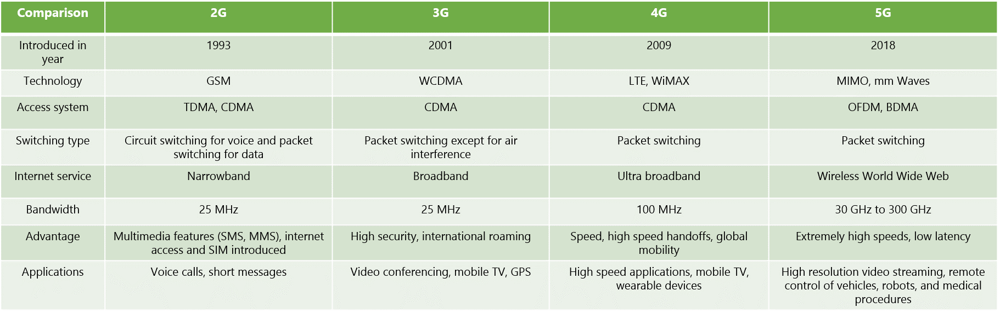 Comparison
2G
3G
4G
5G
Introduced in
year
1993
2001
2009
2018
Technology
GSM
WCDMA
LTE, WiMAX
MIMO, mm Waves
Access system
TDMA, CDMA
CDMA
CDMA
OFDM, BDMA
Switching type
Circuit switching for voice and packet
switching for data
Packet switching except for air
interference
Packet switching
Packet switching
Internet service
Narrowband
Broadband
Ultra broadband
Wireless World Wide Web
Bandwidth
25 MHz
25 MHz
100 MHz
30 GHz to 300 GHz
Advantage
Multimedia features (SMS, MMS), internet
access and SIM introduced
High security, international roaming
Speed, high speed handoffs, global
mobility
Extremely high speeds, low latency
Applications
Voice calls, short messages
Video conferencing, mobile TV, GPS
High speed applications, mobile TV,
wearable devices
High resolution video streaming, remote
control of vehicles, robots, and medical
procedures